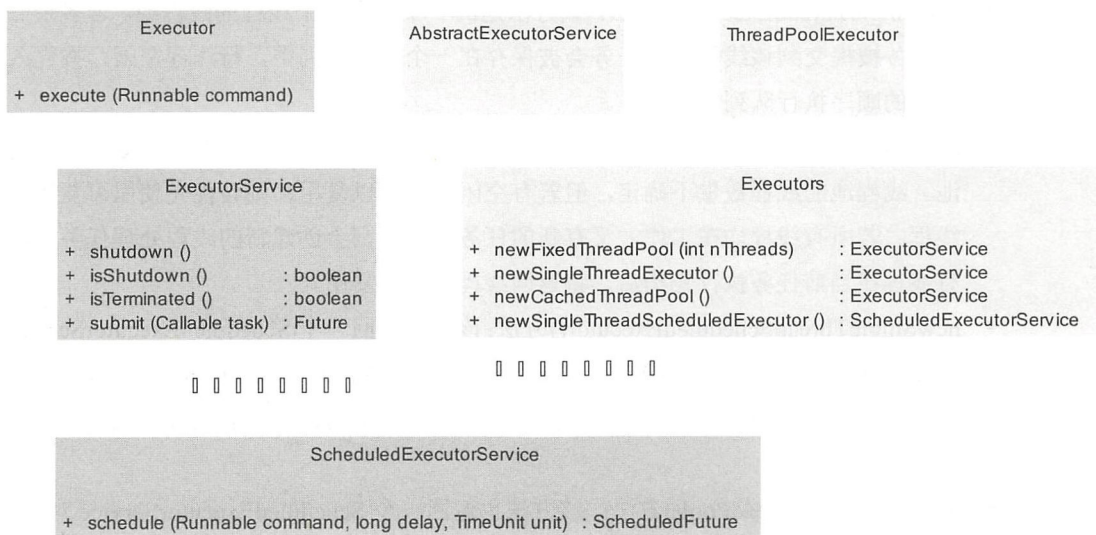 Executor
+ execute (Runnable command)
AbstractExecutorService
ThreadPoolExecutor
ExecutorService
+ shutdown ()
+ isShutdown () : boolean
+ isTerminated () : boolean
+ submit (Callable task) : Future
Executors
+ newFixedThreadPool (int nThreads) : ExecutorService
+ newSingleThreadExecutor () : ExecutorService
+ newCachedThreadPool () : ExecutorService
+ newSingleThreadScheduledExecutor () : ScheduledExecutorService
ScheduledExecutorService
+ schedule (Runnable command, long delay, TimeUnit unit) : ScheduledFuture